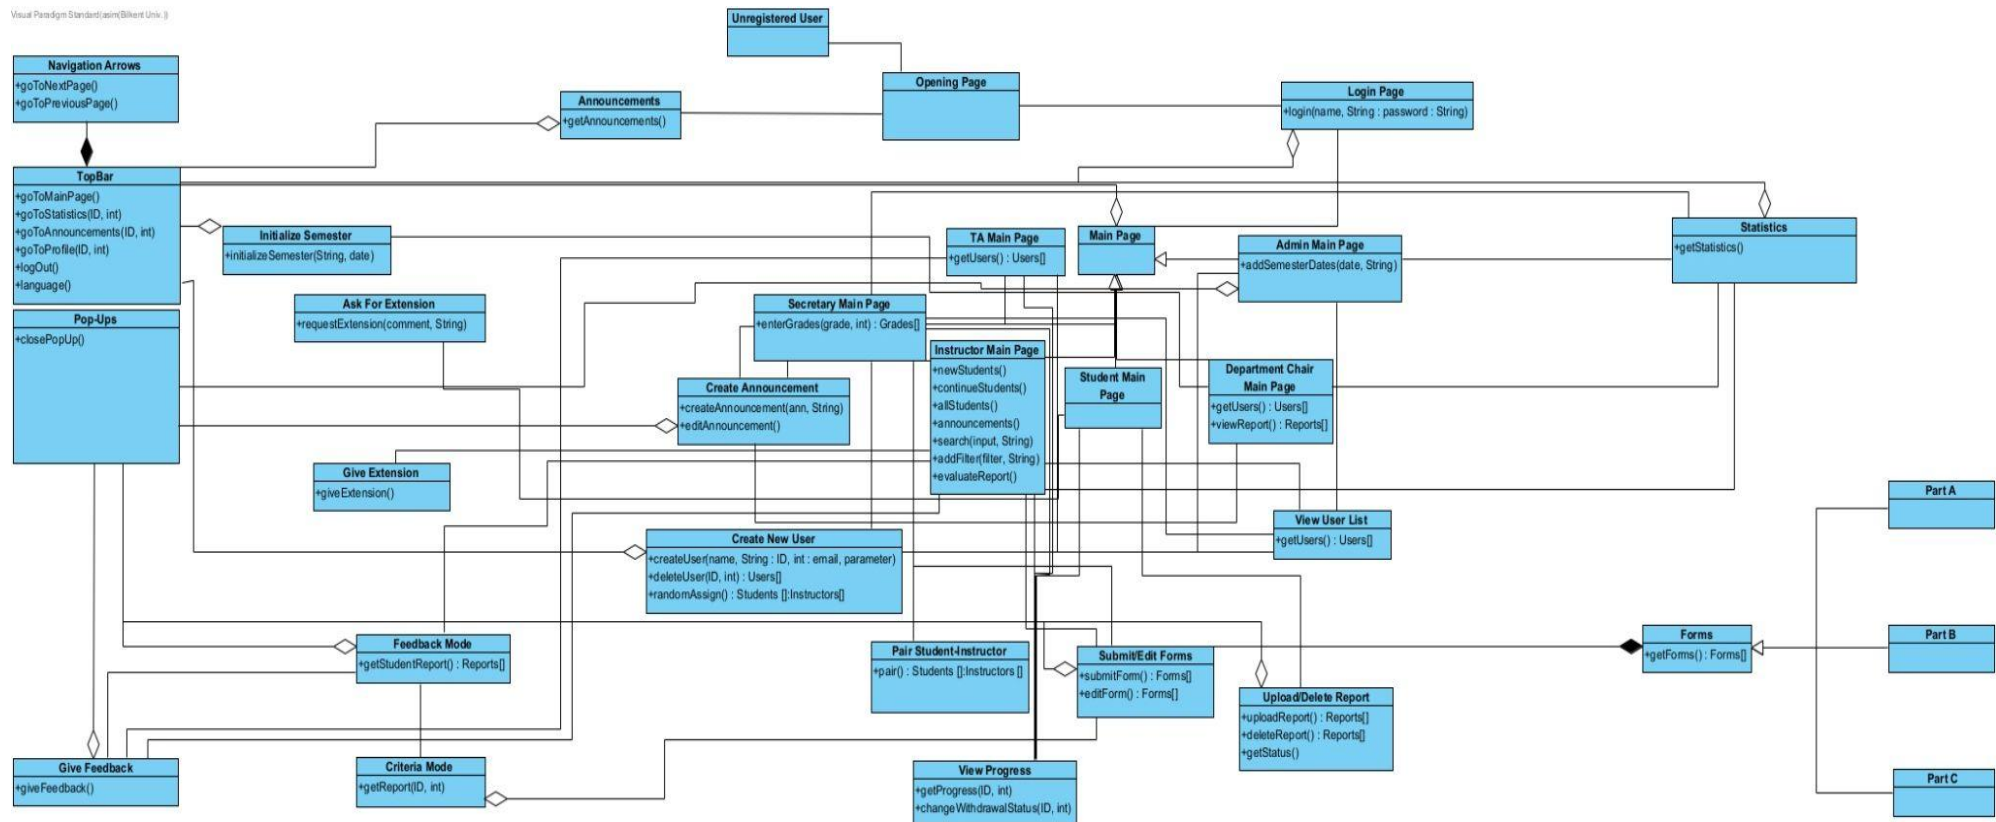 Visual Paradigm Standard(asim(Bilkent Univ.))
Unregistered User
Navigation Arrows
+goToNextPage()
+goToPreviousPage()
Opening Page
Announcements
+getAnnouncements()
Login Page
+login(name, String : password : String)
TopBar
+goToMainPage()
+goToStatistics(ID, int)
+goToAnnouncements(ID, int)
+goToProfile(ID, int)
+logOut()
+language()
Initialize Semester
+initializeSemester(String, date)
TA Main Page
+getUsers() : Users[]
Main Page
Admin Main Page
+addSemesterDates(date, String)
Statistics
+getStatistics()
Ask For Extension
+requestExtension(comment, String)
Secretary Main Page
+enterGrades(grade, int) : Grades[]
Pop-Ups
+closePopUp()
Instructor Main Page
+newStudents()
+continueStudents()
+allStudents()
+announcements()
+search(input, String)
+addFilter(filter, String)
+evaluateReport()
Create Announcement
+createAnnouncement(ann, String)
+editAnnouncement()
Student Main
Page
Department Chair
Main Page
+getUsers() : Users[]
+viewReport() : Reports[]
Give Extension
+giveExtension()
Part A
View User List
+getUsers() : Users[]
Create New User
+createUser(name, String : ID, int : email, parameter)
+deleteUser(ID, int) : Users[]
+randomAssign() : Students []:Instructors[]
Feedback Mode
+getStudentReport() : Reports[]
Pair Student-Instructor
+pair() : Students []:Instructors []
Submit/Edit Forms
+submitForm() : Forms[]
+editForm() : Forms[]
Forms
+getForms() : Forms[]
Part B
Upload/Delete Report
+uploadReport() : Reports[]
+deleteReport() : Reports[]
+getStatus()
Give Feedback
+giveFeedback()
Criteria Mode
+getReport(ID, int)
View Progress
+getProgress(ID, int)
+changeWithdrawalStatus(ID, int)
Part C